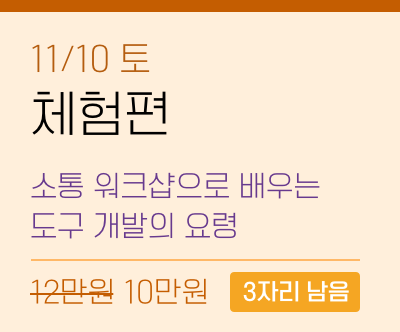 11/10 토
체험편
소통 워크샵으로 배우는
도구 개발의 요령
12만원 10만원 3자리 남음